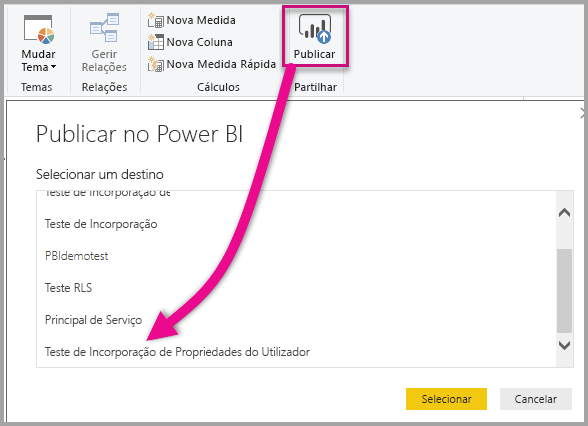 Nova Medida
Nova Coluna
Nova Medida Rápida
Mudar
Tema
Gerir
Relações
Publicar
Temas
Relações
Cálculos
Partilhar
Publicar no Power BI
Selecionar um destino
Teste de Incorporação de
Teste de Incorporação
PBIdemotest
Teste RLS
Principal de Serviço
Teste de Incorporação de Propriedades do Utilizador
Selecionar
Cancelar